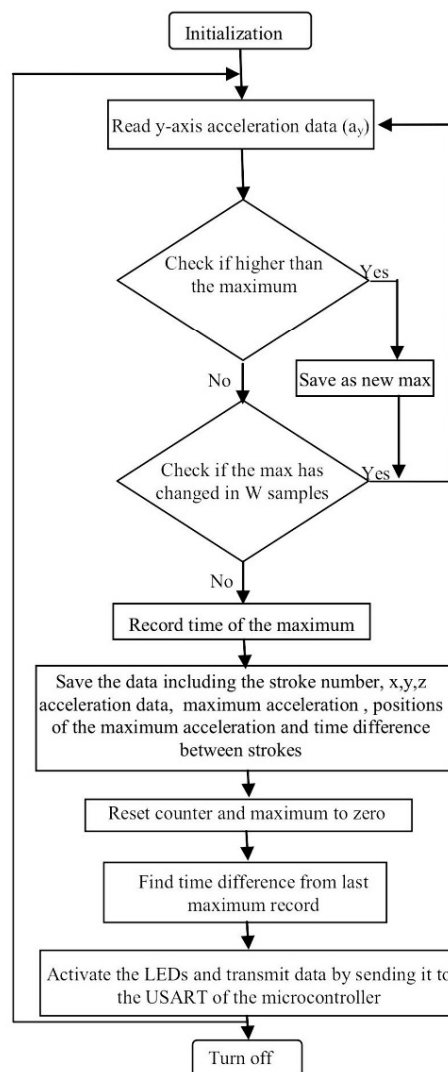 Initialization
Read y-axis acceleration data (aᵧ)
Check if higher than
the maximum
Yes
No
Save as new max
Check if the max has
changed in W samples
Yes
No
Record time of the maximum
Save the data including the stroke number, x,y,z
acceleration data, maximum acceleration , positions
of the maximum acceleration and time difference
between strokes
Reset counter and maximum to zero
Find time difference from last
maximum record
Activate the LEDs and transmit data by sending it to
the USART of the microcontroller
Turn off